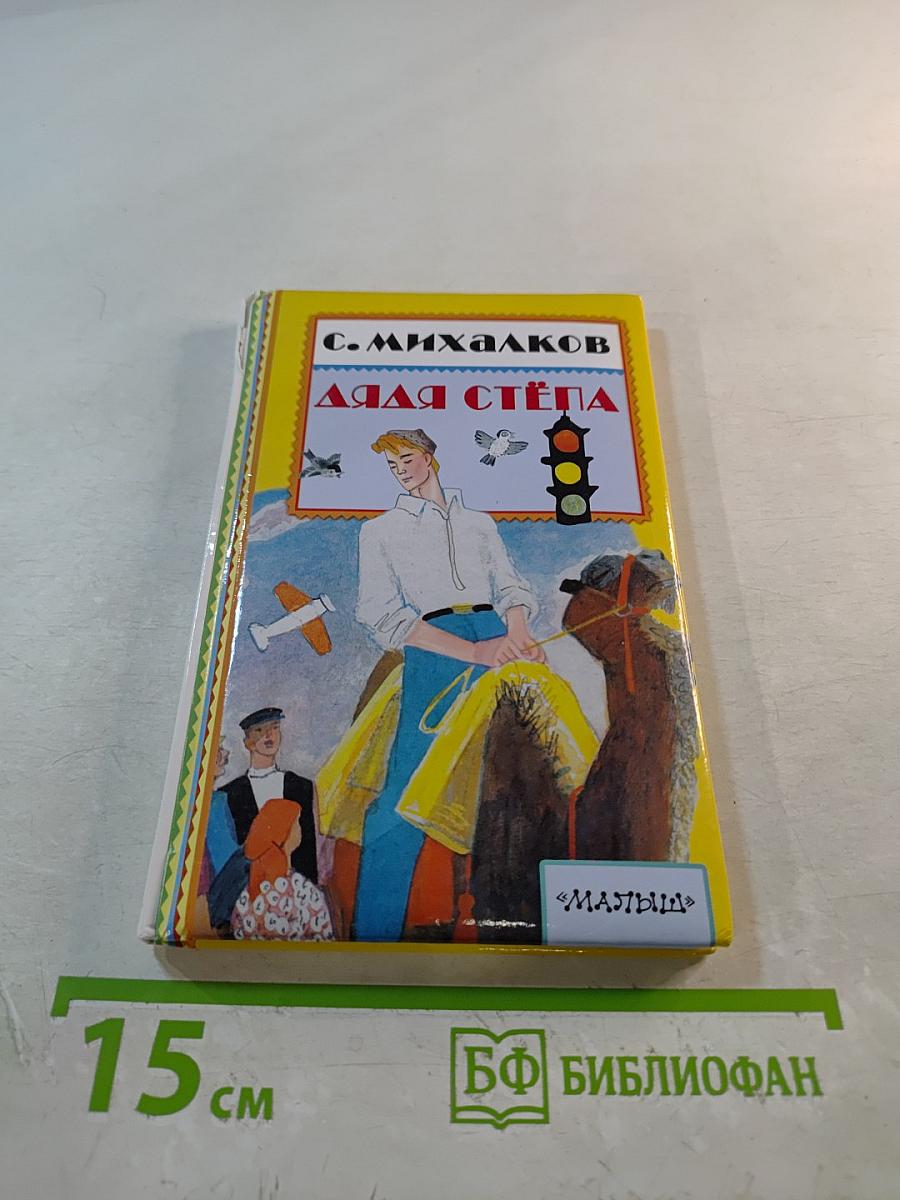 С. МИХАЛКОВ
ДЯДЯ СТЁПА
«МАЛЫШ»
15 см
БФ БИБЛИОФАН